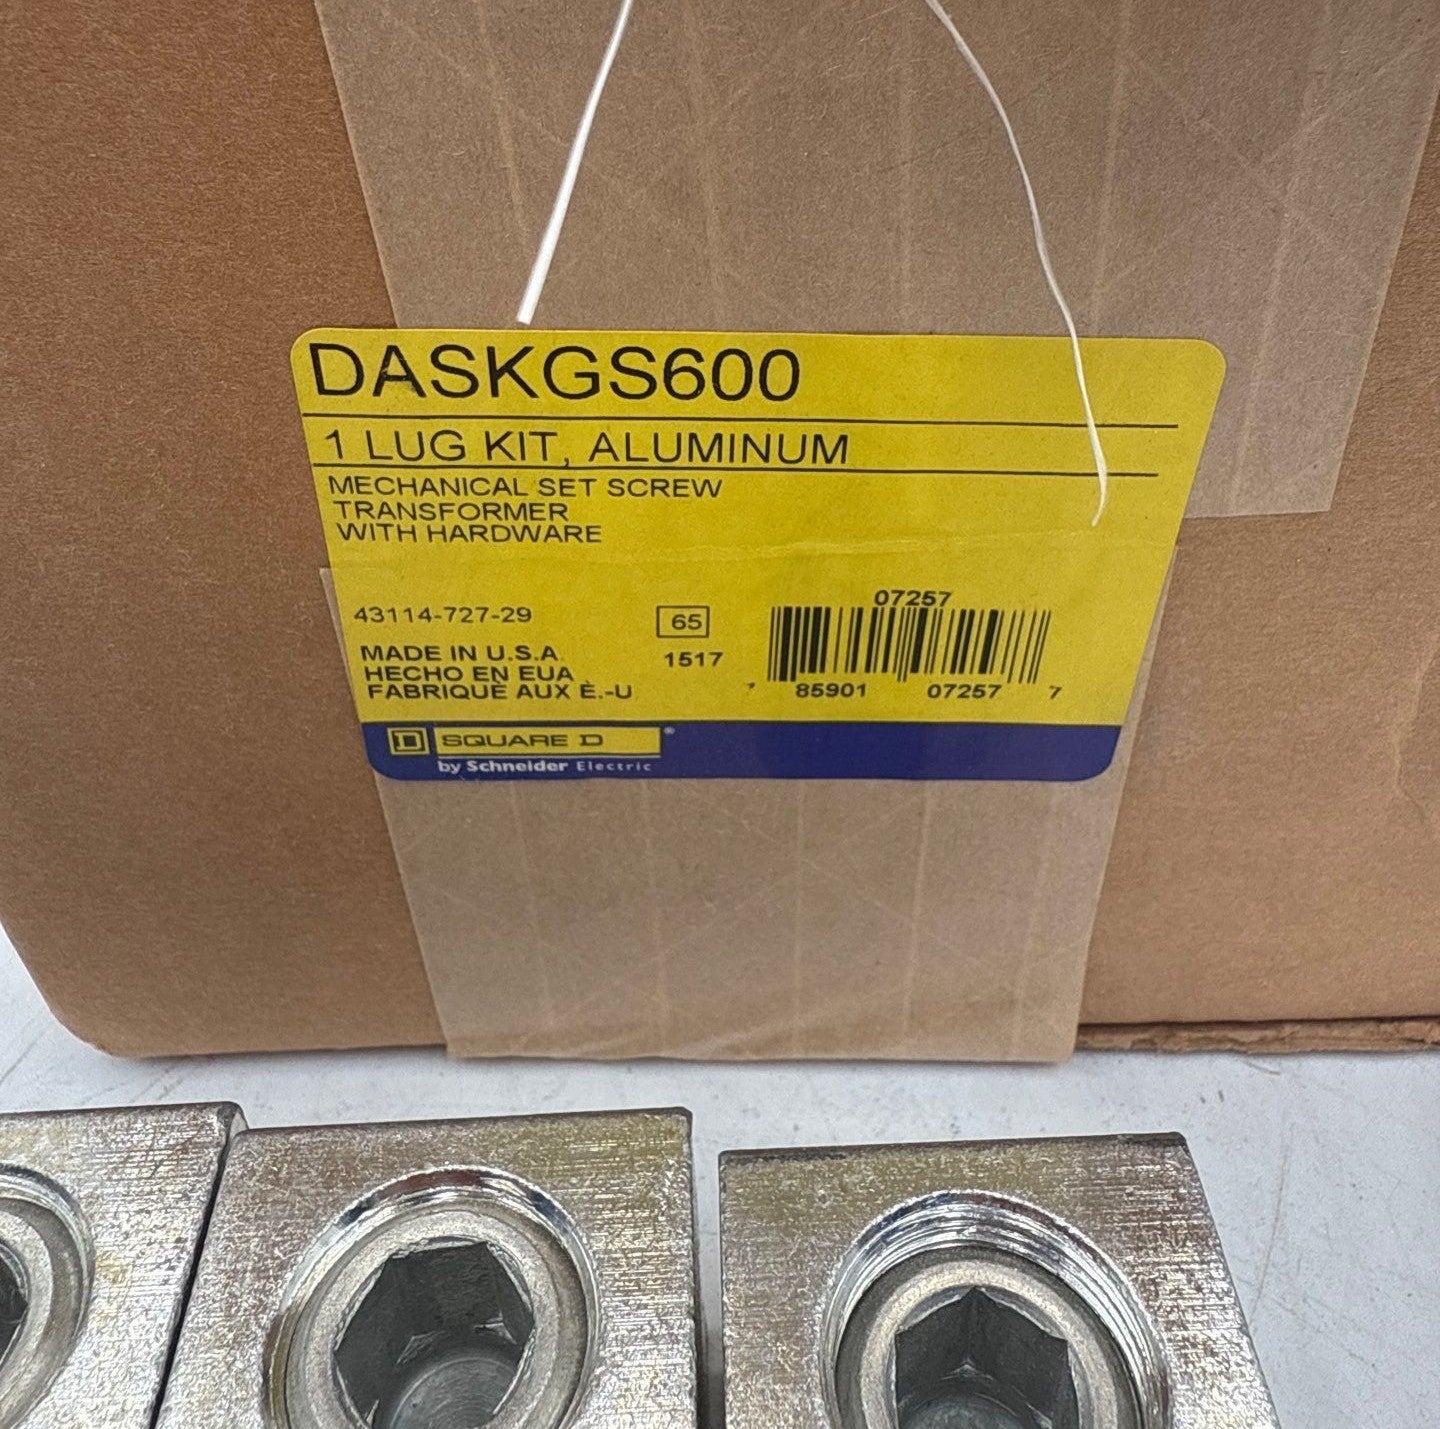 DASKGS600
1 LUG KIT, ALUMINUM
MECHANICAL SET SCREW
TRANSFORMER
WITH HARDWARE
43114-727-29
65
1517
MADE IN U.S.A.
HECHO EN EUA
FABRIQUÉ AUX É.-U
07257
7 85901 07257 7
D SQUARE D ®
by Schneider Electric